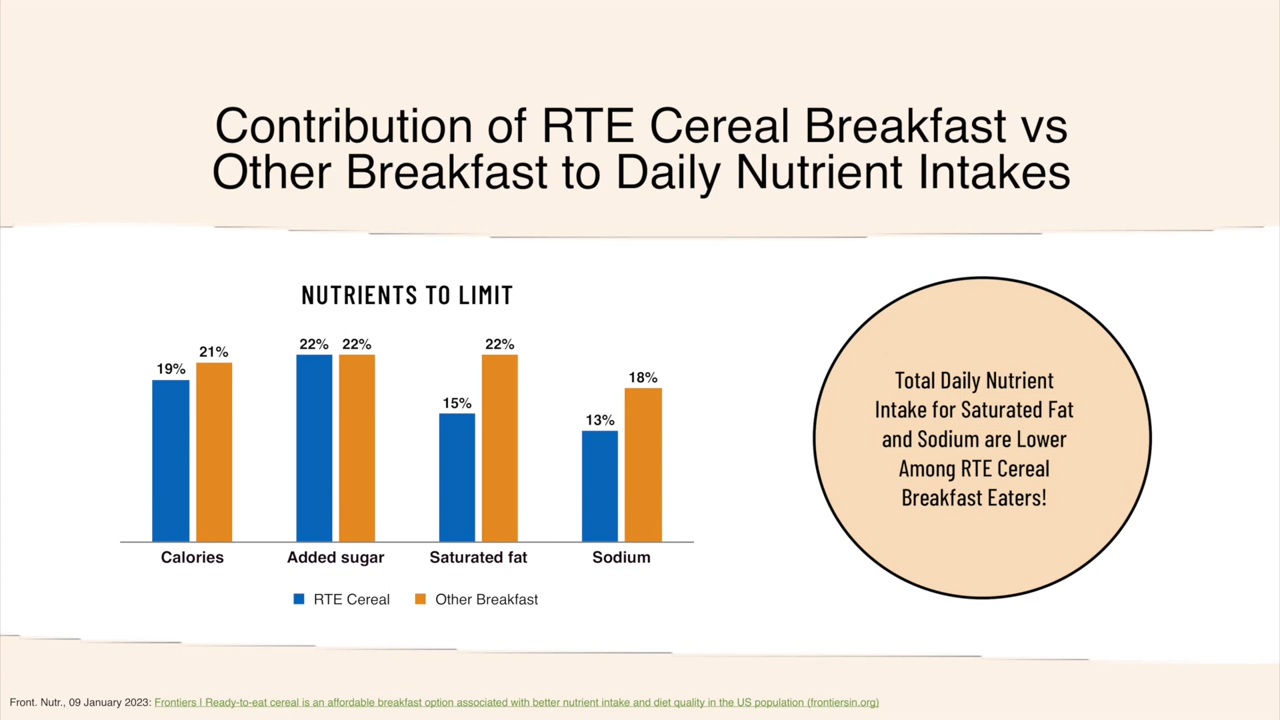 Contribution of RTE Cereal Breakfast vs
Other Breakfast to Daily Nutrient Intakes
NUTRIENTS TO LIMIT
19% 21% 22% 22% 15% 22% 13% 18%
Calories Added sugar Saturated fat Sodium
RTE Cereal Other Breakfast
Total Daily Nutrient
Intake for Saturated Fat
and Sodium are Lower
Among RTE Cereal
Breakfast Eaters!
Front. Nutr., 09 January 2023: Frontiers | Ready-to-eat cereal is an affordable breakfast option associated with better nutrient intake and diet quality in the US population (frontiersin.org)